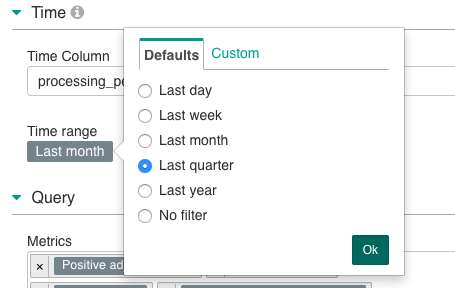 Time
Time Column
processing_pe
Time range
Last month
Defaults Custom
Last day
Last week
Last month
Last quarter
Last year
No filter
Ok
Query
Metrics
× Positive ad